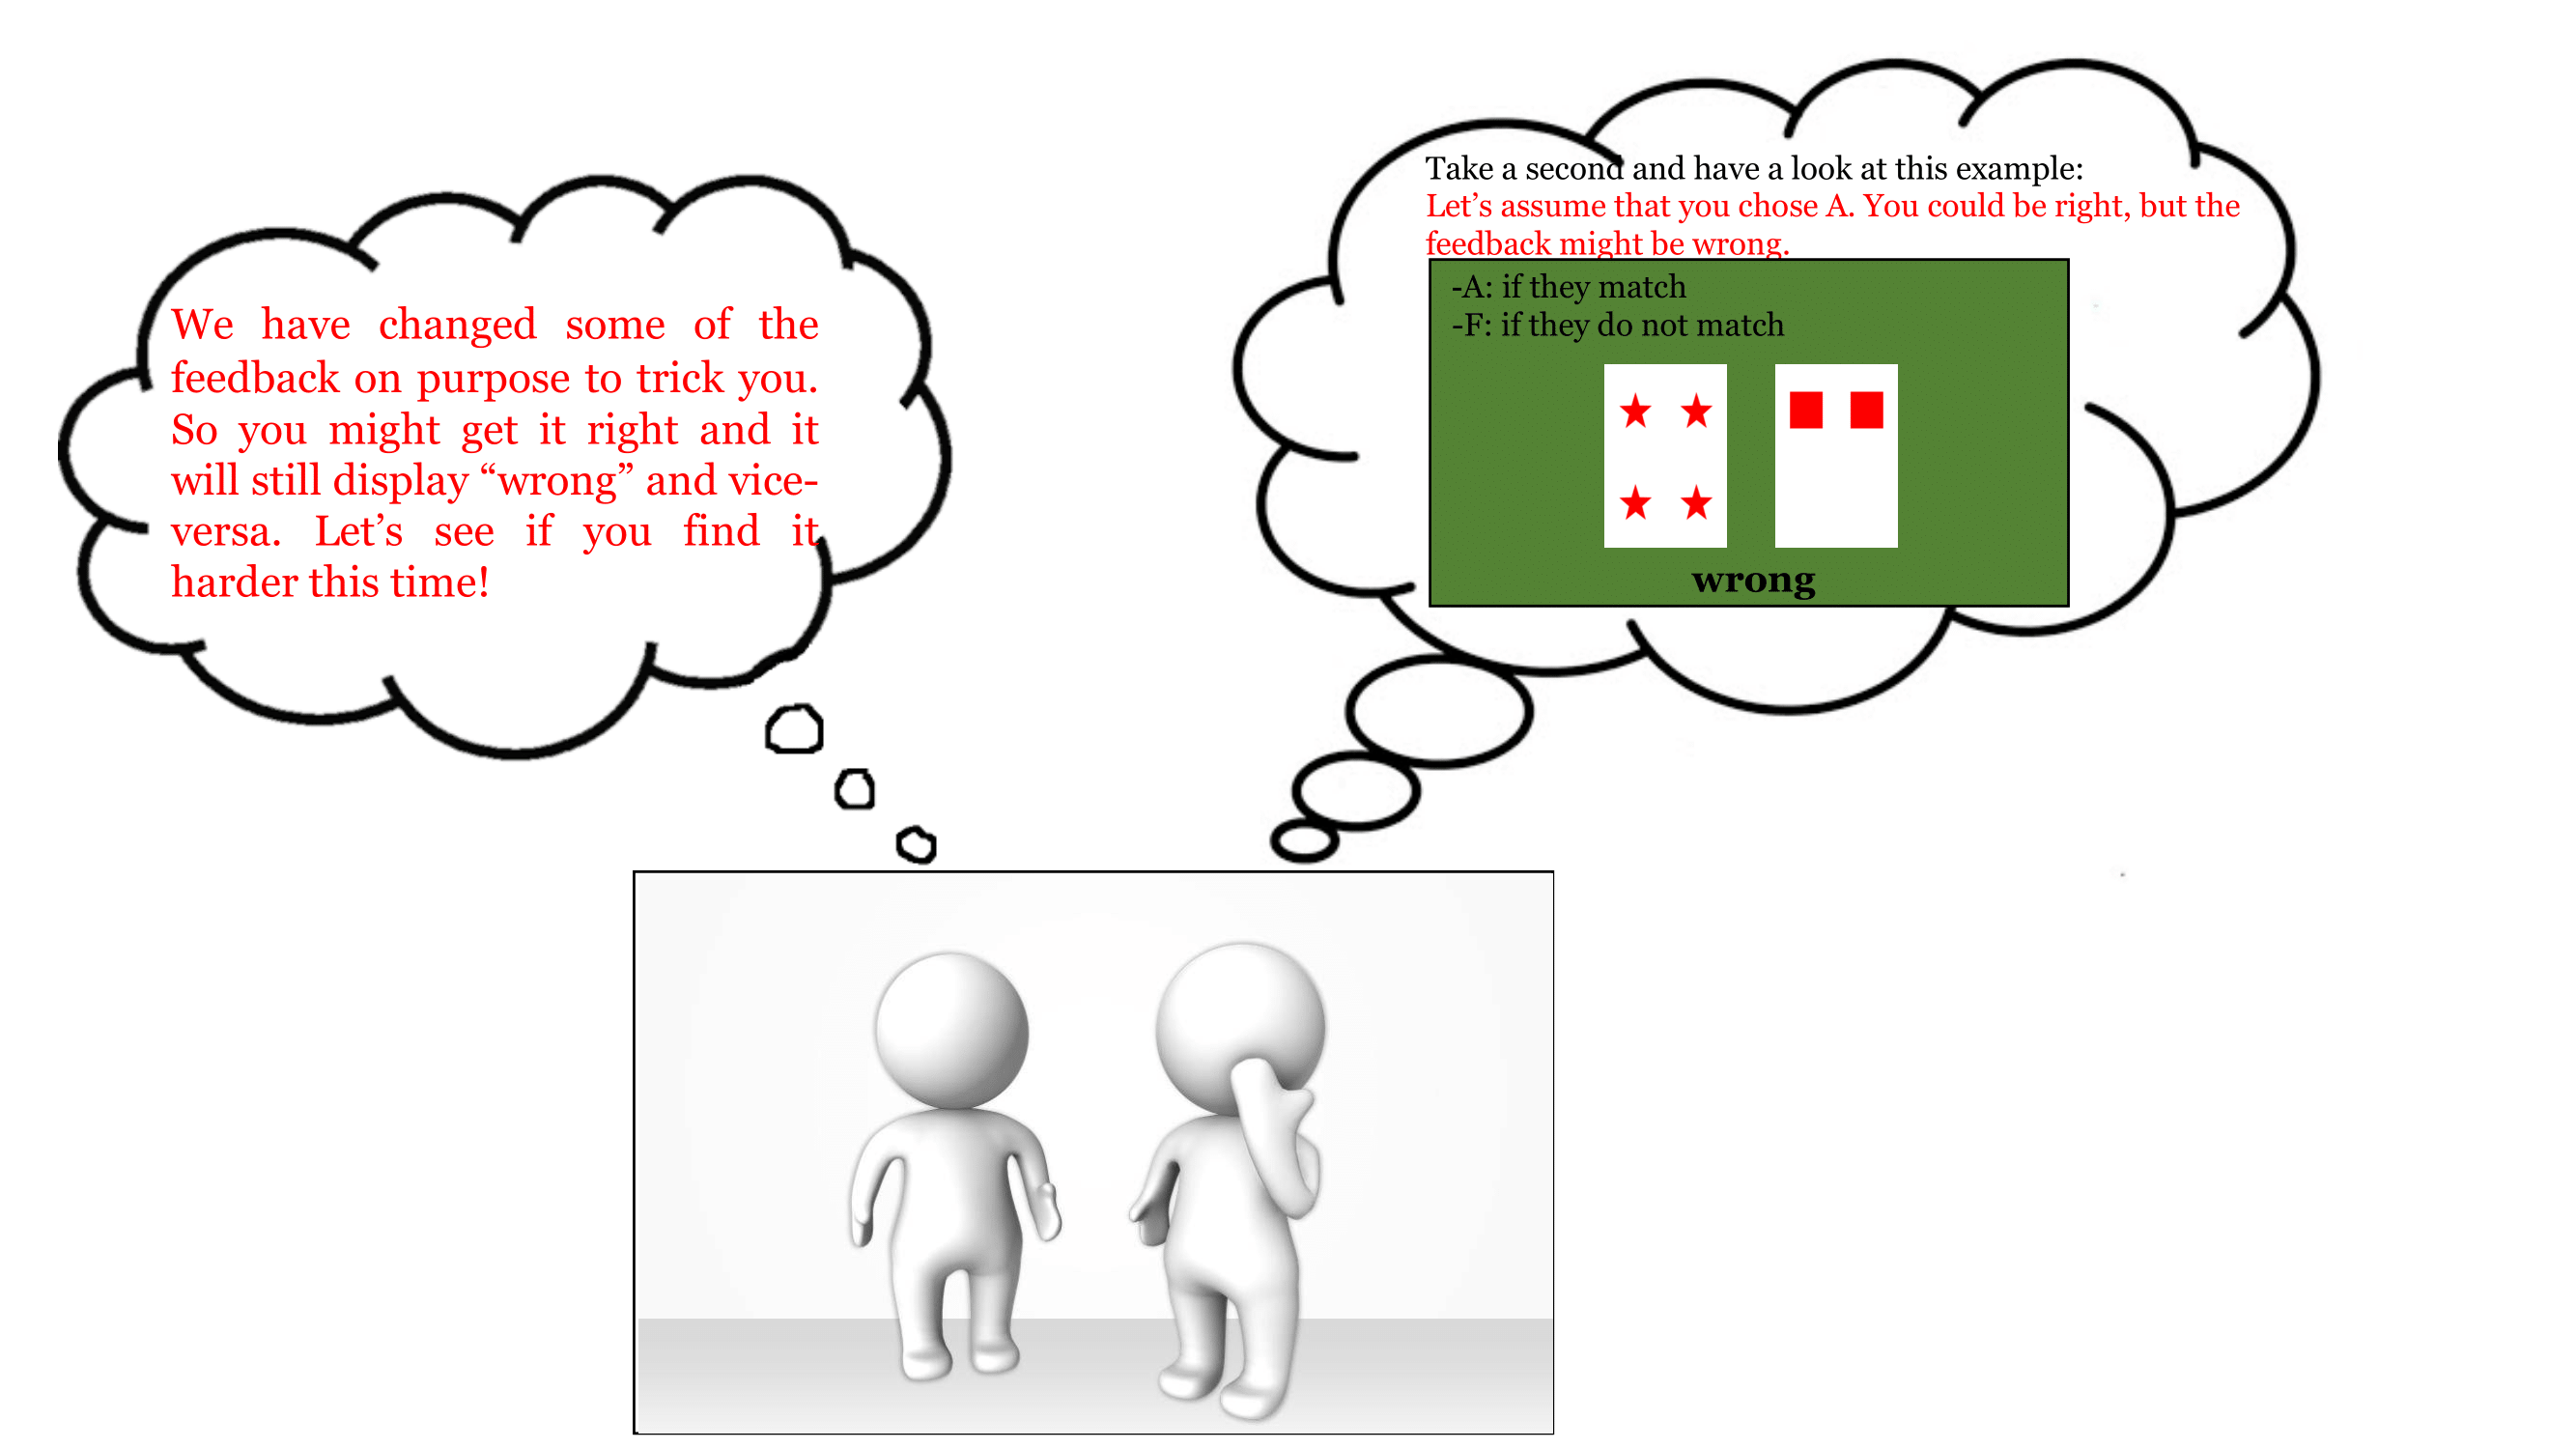 We have changed some of the
feedback on purpose to trick you.
So you might get it right and it
will still display “wrong” and vice-
versa. Let’s see if you find it
harder this time!
Take a second and have a look at this example:
Let’s assume that you chose A. You could be right, but the
feedback might be wrong.
-A: if they match
-F: if they do not match
wrong